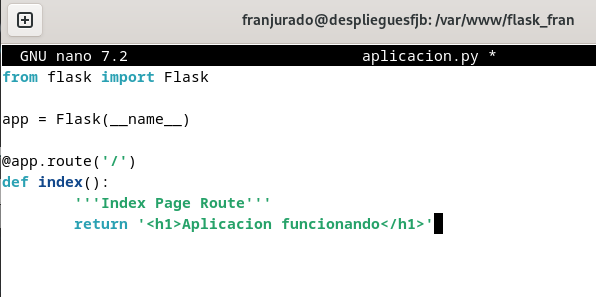 franjurado@desplieguesfjb: /var/www/flask_fran
GNU nano 7.2 aplicacion.py *
from flask import Flask
app = Flask(__name__)
@app.route('/')
def index():
'''Index Page Route'''
return '<h1>Aplicacion funcionando</h1>'